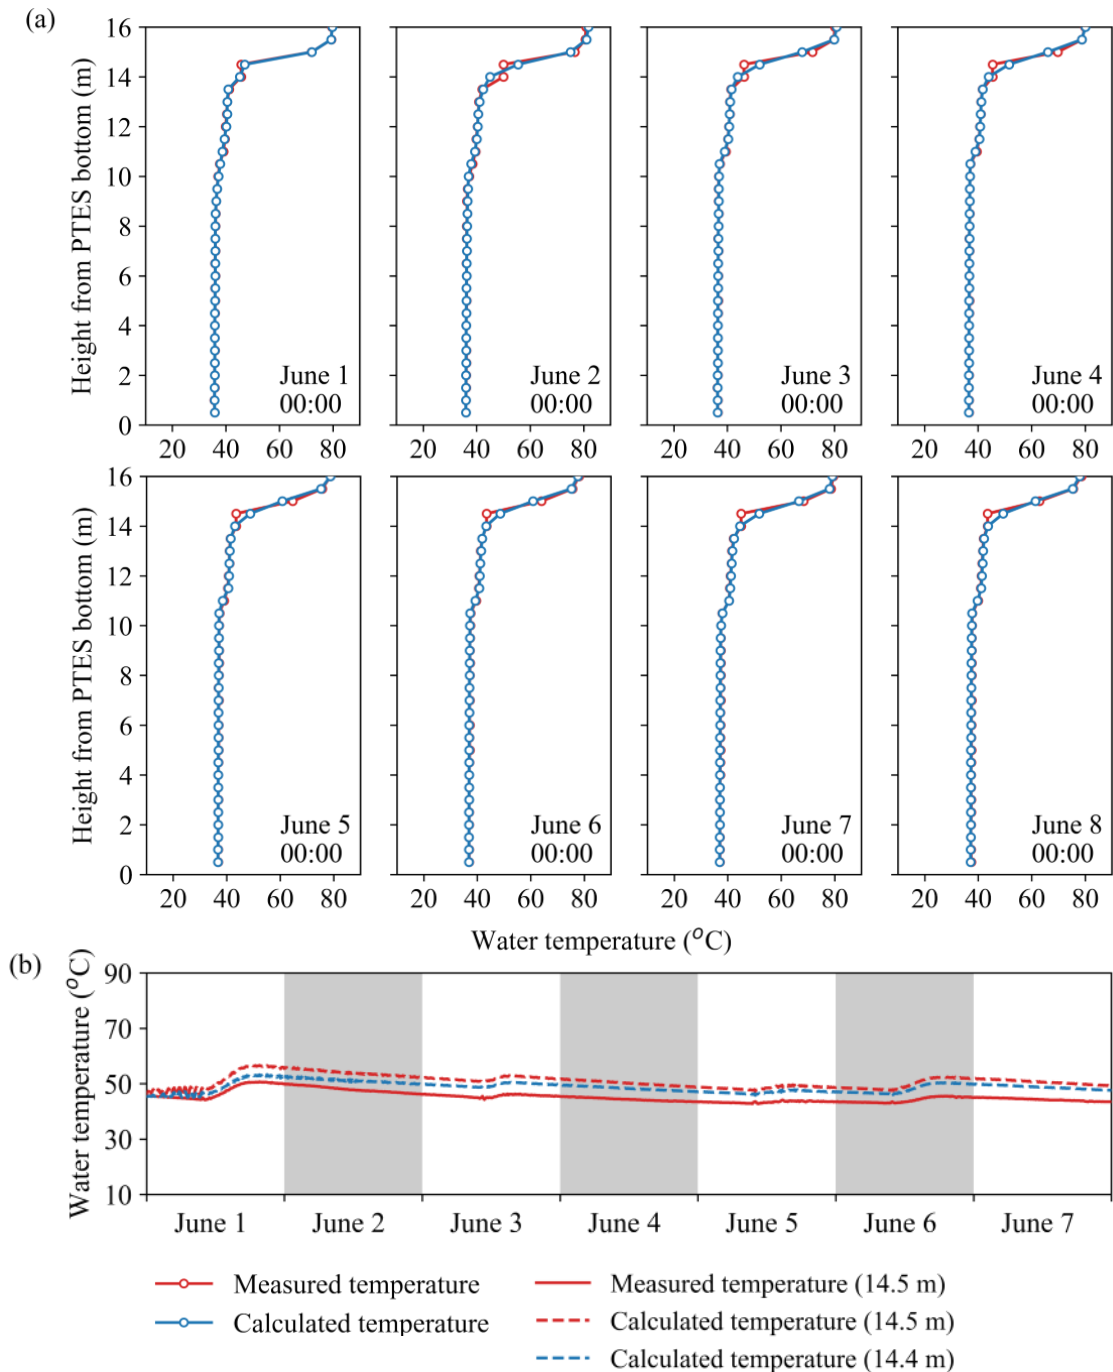 (a)
Height from PTES bottom (m)
16
14
12
10
8
6
4
2
0
June 1
00:00
June 2
00:00
June 3
00:00
June 4
00:00
20 40 60 80 20 40 60 80 20 40 60 80 20 40 60 80
Height from PTES bottom (m)
16
14
12
10
8
6
4
2
0
June 5
00:00
June 6
00:00
June 7
00:00
June 8
00:00
20 40 60 80 20 40 60 80 20 40 60 80 20 40 60 80
Water temperature (°C)
(b)
Water temperature (°C)
90
70
50
30
10
June 1 June 2 June 3 June 4 June 5 June 6 June 7
Measured temperature
Calculated temperature
Measured temperature (14.5 m)
Calculated temperature (14.5 m)
Calculated temperature (14.4 m)